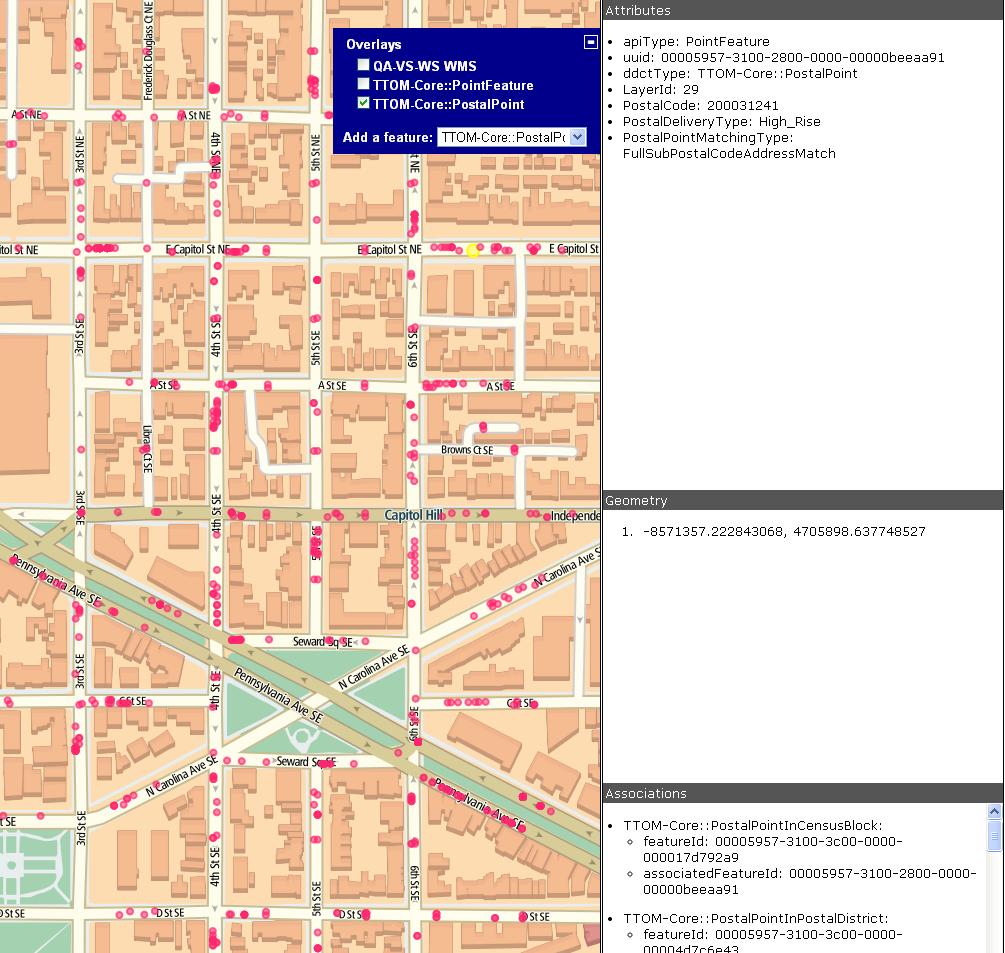 Frederick Douglass Ct NE
Overlays
QA-VS-WS WMS
TTOM-Core::PointFeature
TTOM-Core::PostalPoint
Add a feature: TTOM-Core::PostalP
A St NE
A St NE
3rd St NE
4th St NE
5th St NE
NE
itol St NE
E Capitol St NE
E Capitol St NE
E Capitol St
3rd St SE
4th St SE
5th St SE
6th St SE
A St SE
A St SE
A St SE
Library Ct SE
Browns Ct SE
3rd St SE
4th St SE
Capitol Hill
Independe
Pennsylvania Ave SE
N Carolina Ave S
Seward Sq SE
3rd St SE
4th St SE
Pennsylvania Ave SE
N Carolina Ave SE
C St SE
C St SE
Seward Sq SE
N Carolina Ave SE
Pennsylvania Ave SE
t SE
3rd St SE
4th St SE
5th St SE
6th St SE
D St SE
D St SE
D St SE
D St SE
Attributes
apiType: PointFeature
uuid: 00005957-3100-2800-0000-00000beeaa91
ddctType: TTOM-Core::PostalPoint
LayerId: 29
PostalCode: 200031241
PostalDeliveryType: High_Rise
PostalPointMatchingType:
FullSubPostalCodeAddressMatch
Geometry
1. -8571357.222843068, 4705898.637748527
Associations
TTOM-Core::PostalPointInCensusBlock:
featureId: 00005957-3100-3c00-0000-
000017d792a9
associatedFeatureId: 00005957-3100-2800-0000-
00000beeaa91
TTOM-Core::PostalPointInPostalDistrict:
featureId: 00005957-3100-3c00-0000-
00004d7c6e43